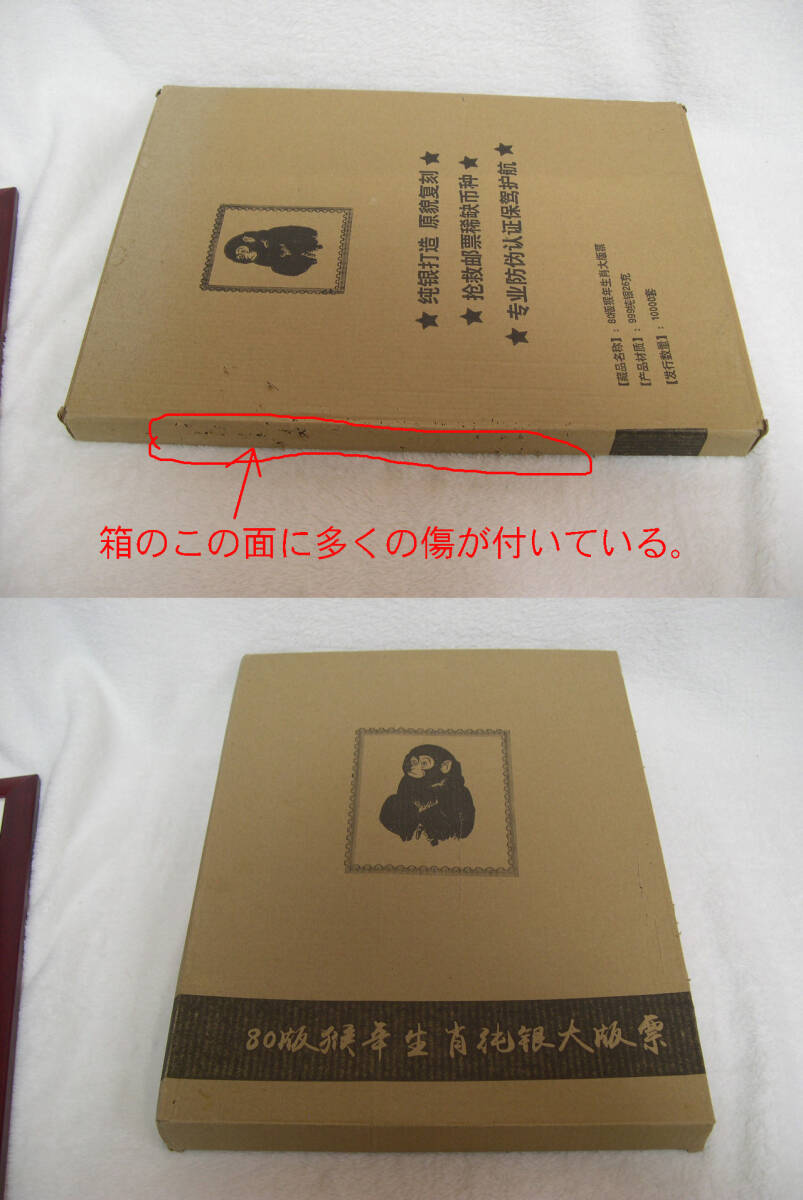 ★ 纯银打造 原貌复刻 ★
★ 抢救邮票稀缺币种 ★
★ 专业防伪认证保驾护航 ★
【藏品名称】：80版猴年生肖大版票
【产品材质】：999纯银26克
【发行数量】：10000套
箱のこの面に多くの傷が付いている。
80版猴年生肖纯银大版票